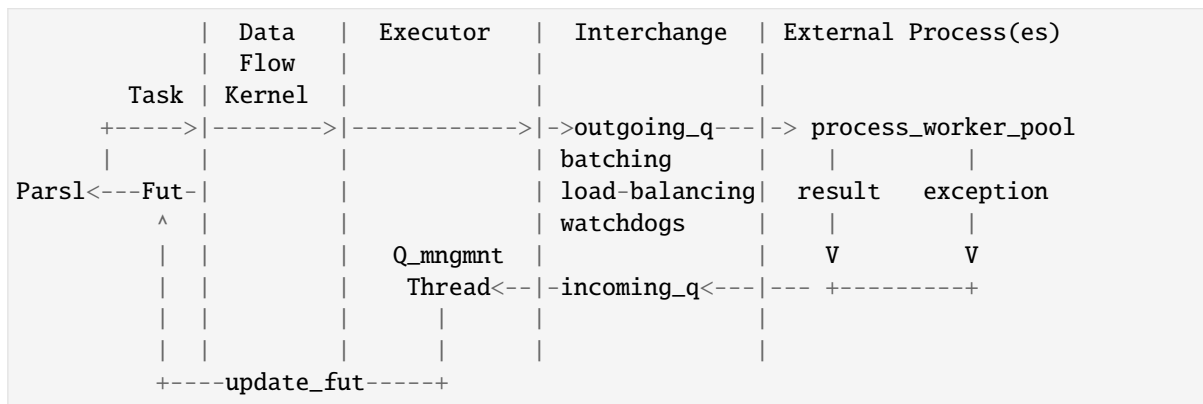 |  Data   |  Executor   |  Interchange  | External Process(es)
             |  Flow   |             |               |
        Task | Kernel  |             |               |
      +----->|-------->|------------>|->outgoing_q---|-> process_worker_pool
      |      |         |             | batching      |    |         |
Parsl<---Fut-|         |             | load-balancing|  result   exception
          ^  |         |             | watchdogs     |    |         |
          |  |         |   Q_mngmnt  |               |    V         V
          |  |         |    Thread<--|-incoming_q<---|--- +---------+
          |  |         |      |      |               |
          |  |         |      |      |               |
          +----update_fut-----+